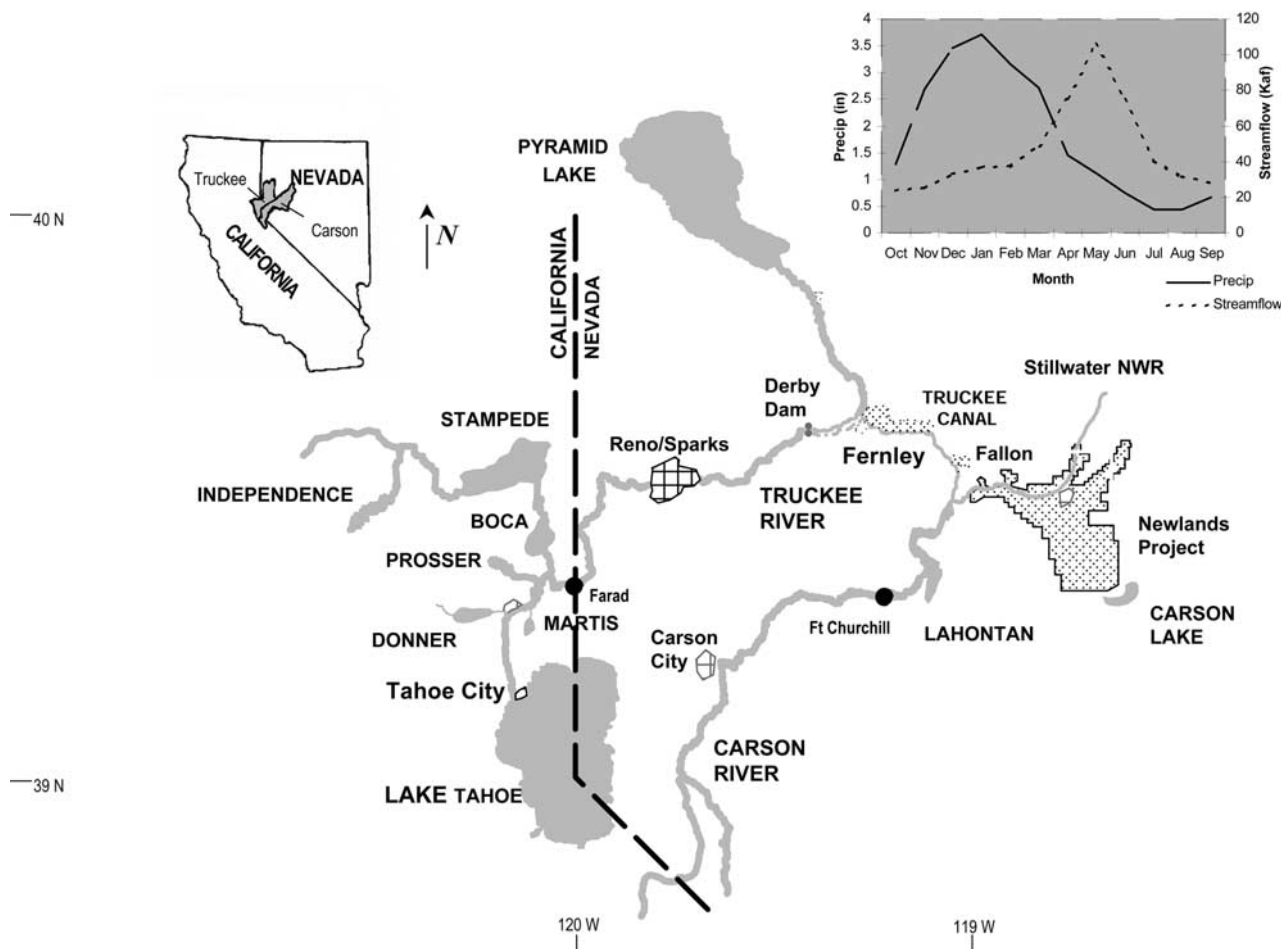 4
3.5
3
2.5
2
1.5
1
0.5
0
Precip (in)
120
100
80
60
40
20
0
Streamflow (Kaf)
Oct Nov Dec Jan Feb Mar Apr May Jun Jul Aug Sep
Month
Precip
Streamflow
Truckee
NEVADA
Carson
CALIFORNIA
N
40 N
PYRAMID
LAKE
CALIFORNIA
NEVADA
Stillwater NWR
Derby
Dam
TRUCKEE
CANAL
STAMPEDE
Reno/Sparks
Fernley
Fallon
INDEPENDENCE
TRUCKEE
RIVER
BOCA
Newlands
Project
PROSSER
Farad
MARTIS
DONNER
Ft Churchill
LAHONTAN
CARSON
LAKE
Carson
City
Tahoe City
CARSON
RIVER
39 N
LAKE TAHOE
120 W
119 W